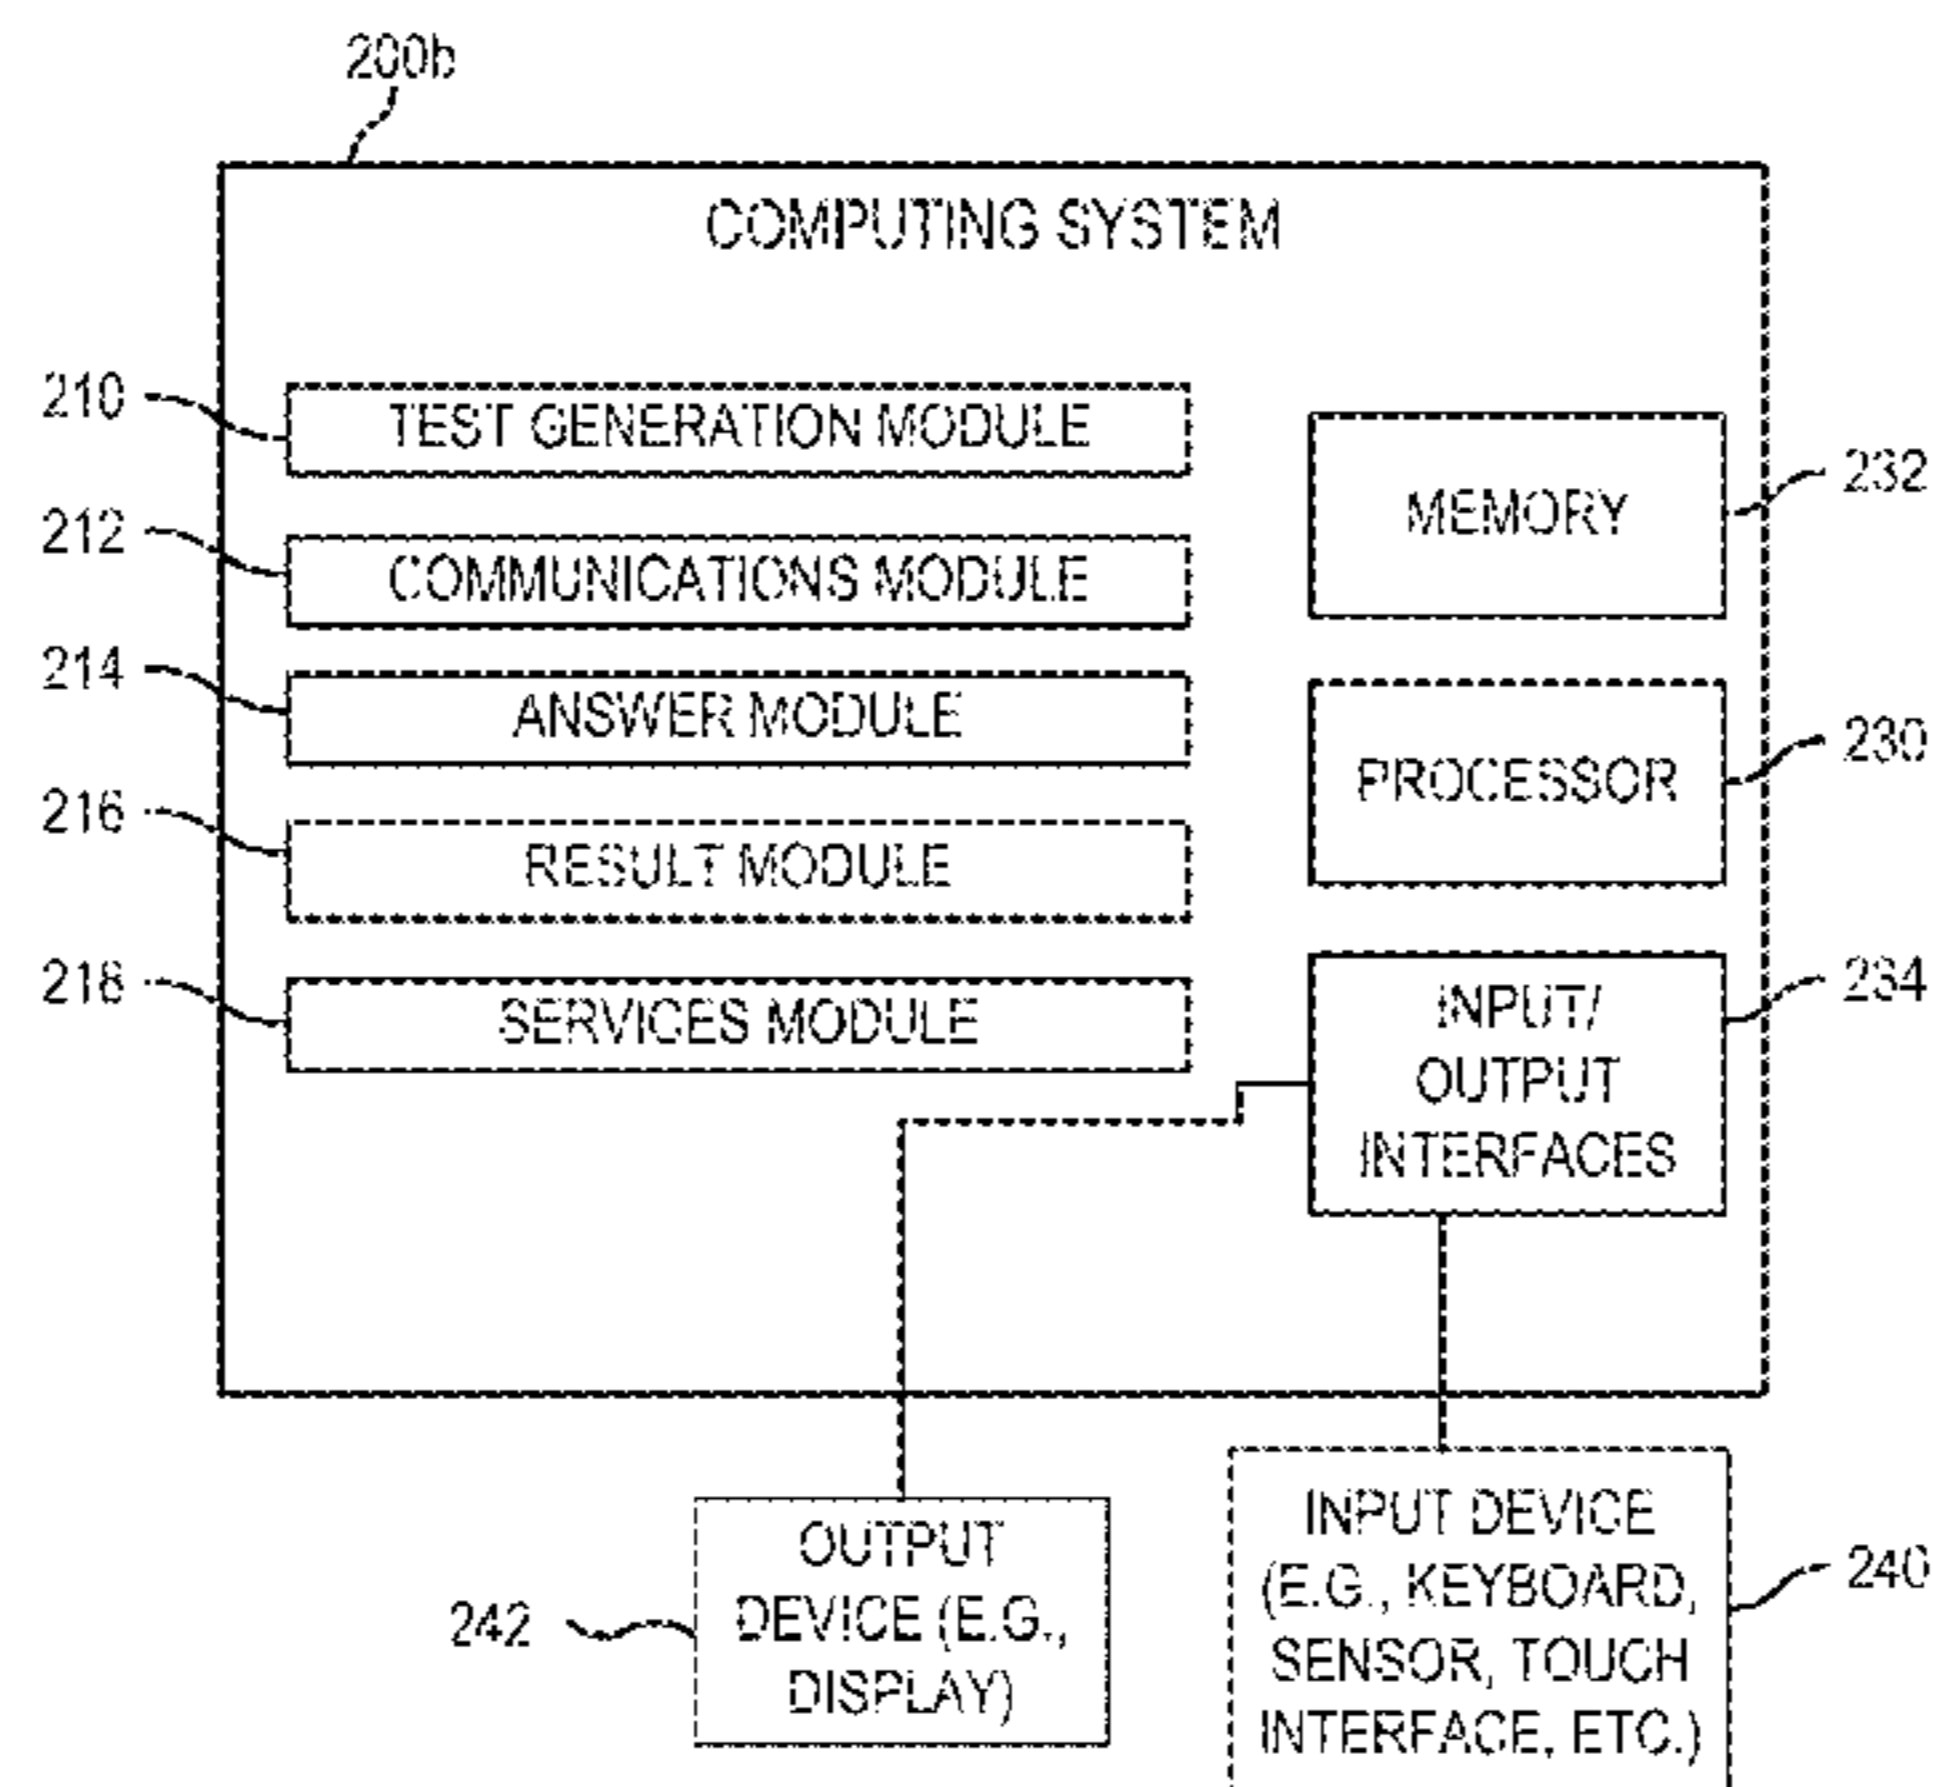 200b
COMPUTING SYSTEM
210
TEST GENERATION MODULE
212
COMMUNICATIONS MODULE
214
ANSWER MODULE
216
RESULT MODULE
218
SERVICES MODULE
MEMORY
232
PROCESSOR
230
INPUT/
OUTPUT
INTERFACES
234
242
OUTPUT
DEVICE (E.G.,
DISPLAY)
INPUT DEVICE
(E.G., KEYBOARD,
SENSOR, TOUCH
INTERFACE, ETC.)
240